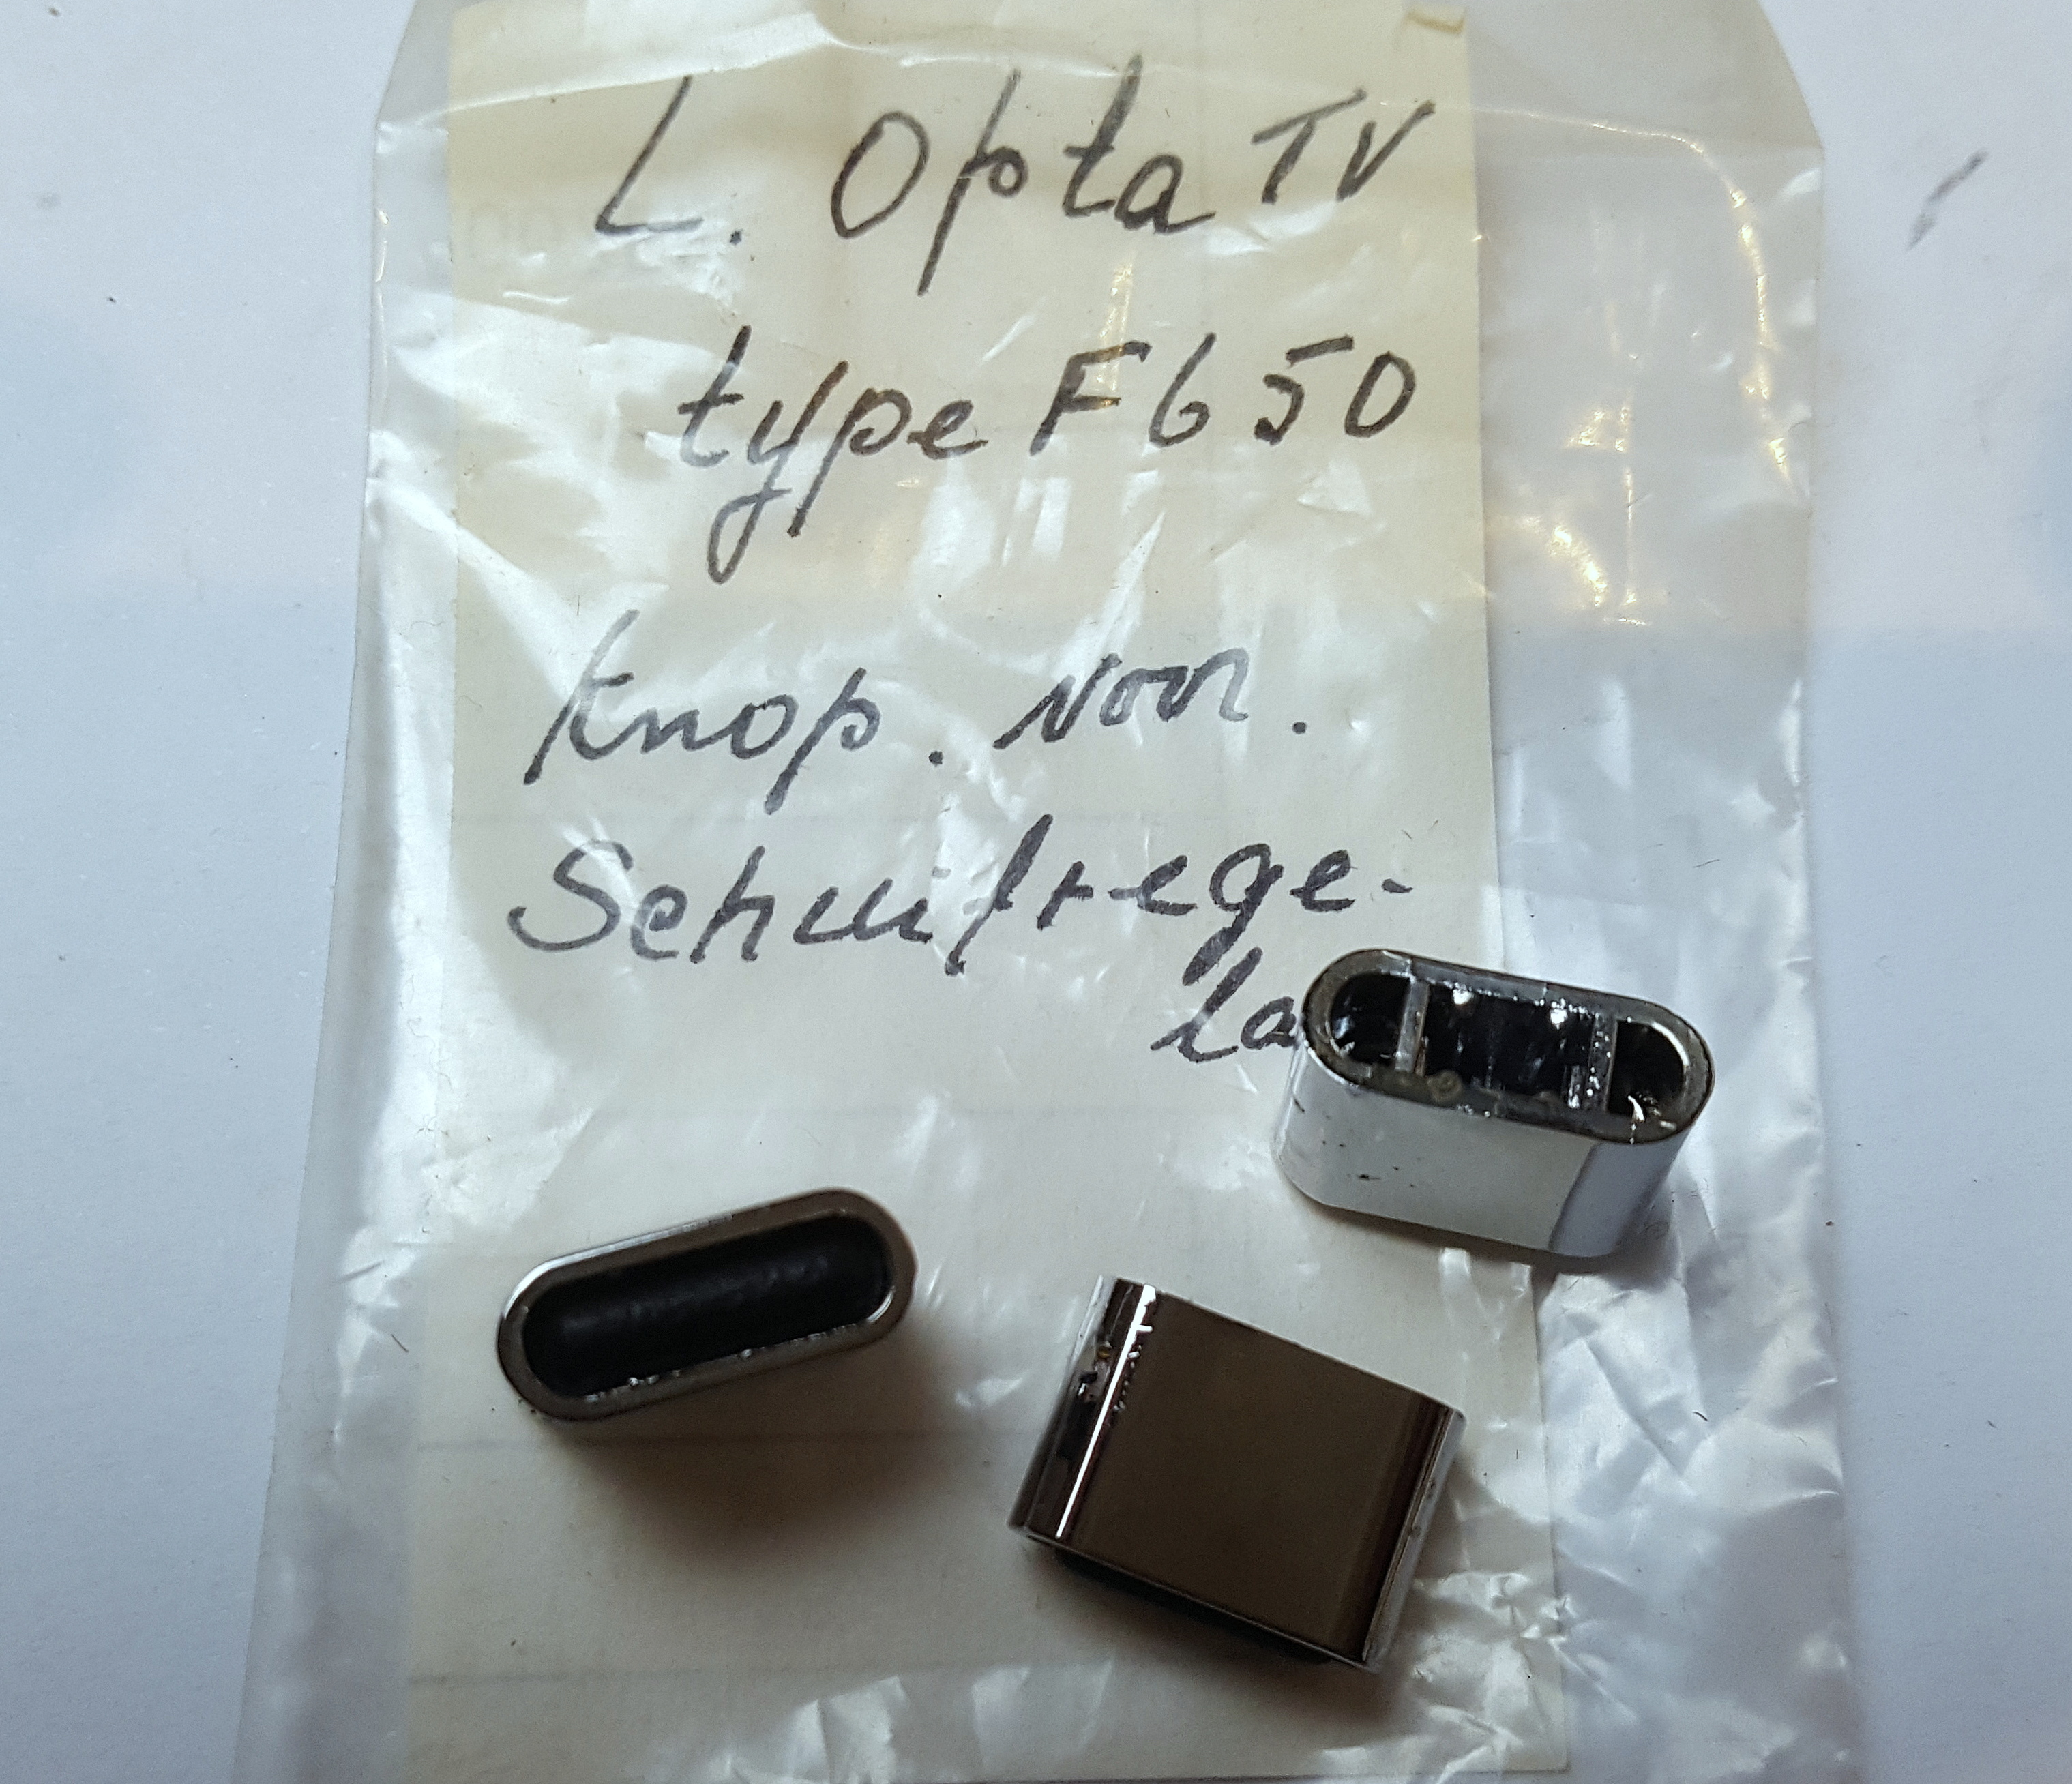 L. Opta TV
type F650
knop. voor.
Schuifrege-
la